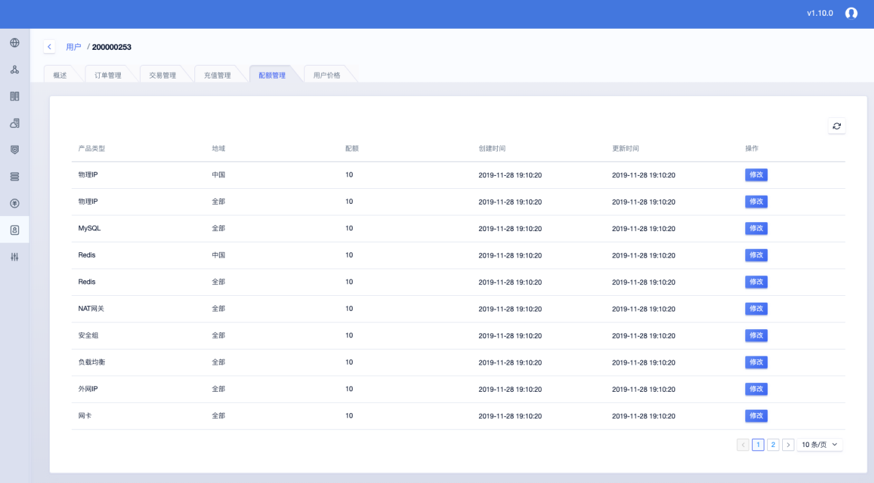 v1.10.0
用户 / 200000253
概述 订单管理 交易管理 充值管理 配额管理 用户价格
产品类型 地域 配额 创建时间 更新时间 操作
物理IP 中国 10 2019-11-28 19:10:20 2019-11-28 19:10:20 修改
物理IP 全部 10 2019-11-28 19:10:20 2019-11-28 19:10:20 修改
MySQL 全部 10 2019-11-28 19:10:20 2019-11-28 19:10:20 修改
Redis 中国 10 2019-11-28 19:10:20 2019-11-28 19:10:20 修改
Redis 全部 10 2019-11-28 19:10:20 2019-11-28 19:10:20 修改
NAT网关 全部 10 2019-11-28 19:10:20 2019-11-28 19:10:20 修改
安全组 全部 10 2019-11-28 19:10:20 2019-11-28 19:10:20 修改
负载均衡 全部 10 2019-11-28 19:10:20 2019-11-28 19:10:20 修改
外网IP 全部 10 2019-11-28 19:10:20 2019-11-28 19:10:20 修改
网卡 全部 10 2019-11-28 19:10:20 2019-11-28 19:10:20 修改
1 2 10 条/页